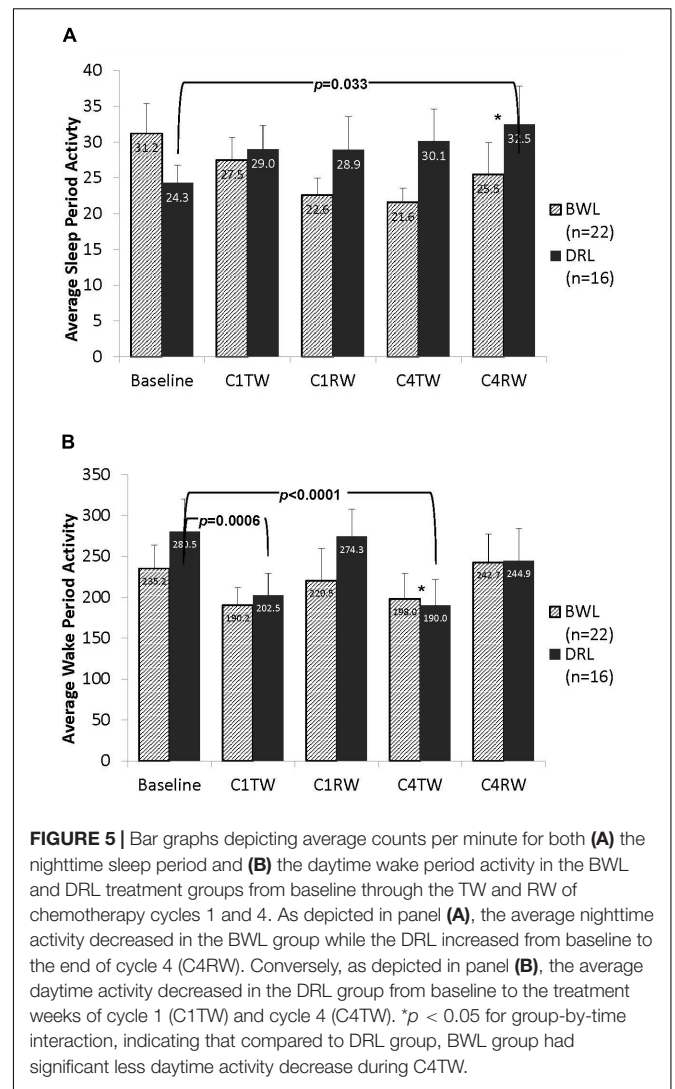 A
Average Sleep Period Activty
40
35
30
25
20
15
10
5
0
p=0.033
*
31.2
24.3
27.5
29.0
22.6
28.9
21.6
30.1
25.5
32.5
Baseline C1TW C1RW C4TW C4RW
BWL
(n=22)
DRL
(n=16)
B
Average Wake Period Activity
350
300
250
200
150
100
50
0
p<0.0001
p=0.0006
*
235.2
280.5
190.2
202.5
220.5
274.3
198.0
190.0
242.7
244.9
Baseline C1TW C1RW C4TW C4RW
BWL
(n=22)
DRL
(n=16)
FIGURE 5 | Bar graphs depicting average counts per minute for both (A) the
nighttime sleep period and (B) the daytime wake period activity in the BWL
and DRL treatment groups from baseline through the TW and RW of
chemotherapy cycles 1 and 4. As depicted in panel (A), the average nighttime
activity decreased in the BWL group while the DRL increased from baseline to
the end of cycle 4 (C4RW). Conversely, as depicted in panel (B), the average
daytime activity decreased in the DRL group from baseline to the treatment
weeks of cycle 1 (C1TW) and cycle 4 (C4TW). *p < 0.05 for group-by-time
interaction, indicating that compared to DRL group, BWL group had
significant less daytime activity decrease during C4TW.